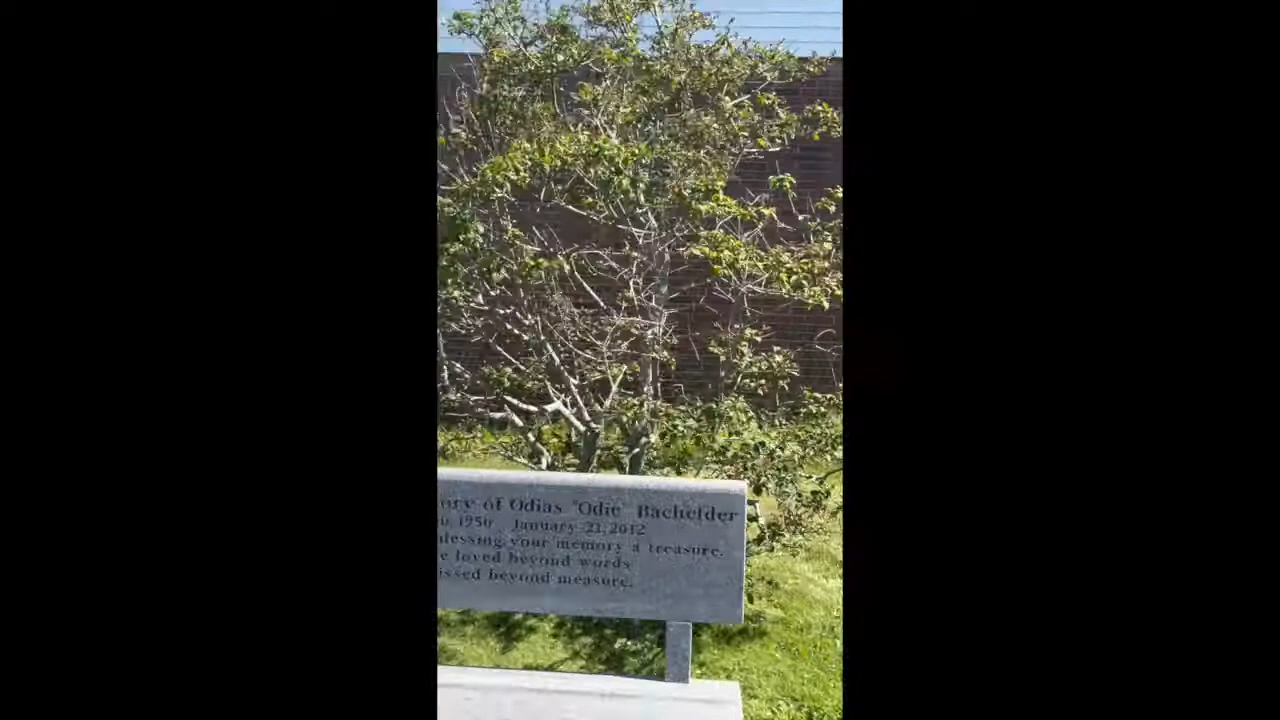 ory of Odias "Odie" Bachelder
1950 January 21, 2012
lessing, your memory a treasure.
e loved beyond words
issed beyond measure.